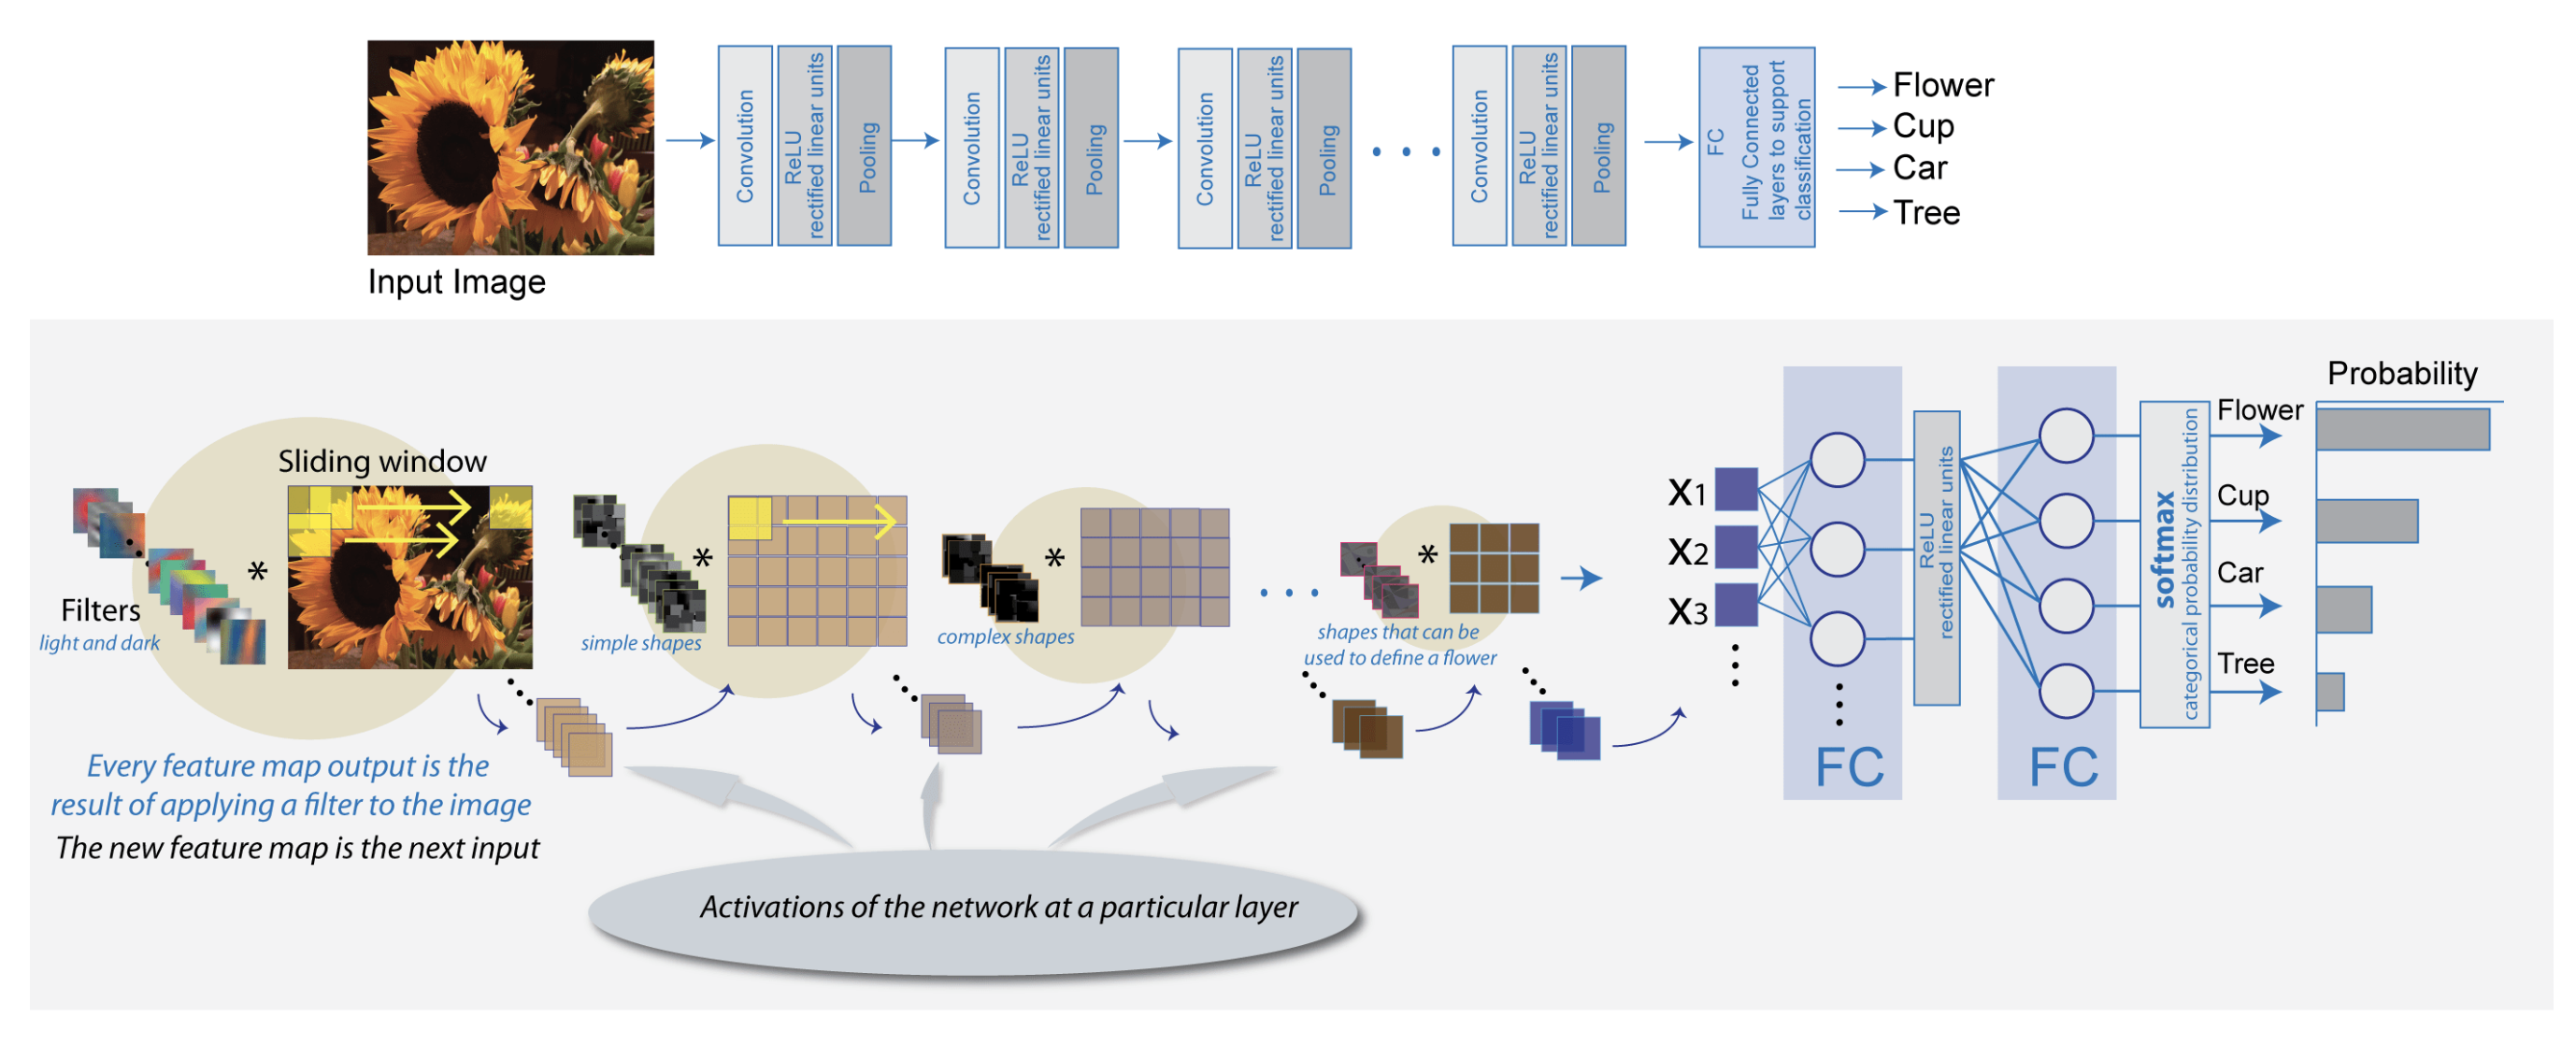 Input Image
Convolution
ReLU
rectified linear units
Pooling
Convolution
ReLU
rectified linear units
Pooling
Convolution
ReLU
rectified linear units
Pooling
Convolution
ReLU
rectified linear units
Pooling
FC
Fully Connected
layers to support
classification
Flower
Cup
Car
Tree
Sliding window
Filters
light and dark
*
simple shapes
*
complex shapes
*
shapes that can be
used to define a flower
*
Every feature map output is the
result of applying a filter to the image
The new feature map is the next input
Activations of the network at a particular layer
X1
X2
X3
FC
ReLU
rectified linear units
FC
softmax
categorical probability distribution
Probability
Flower
Cup
Car
Tree